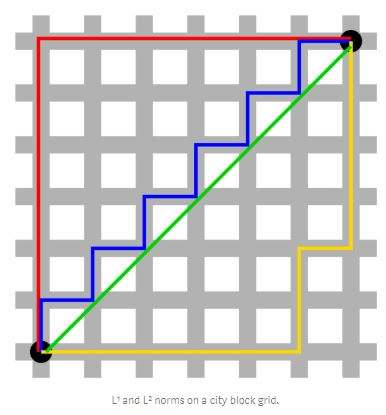 L¹ and L² norms on a city block grid.